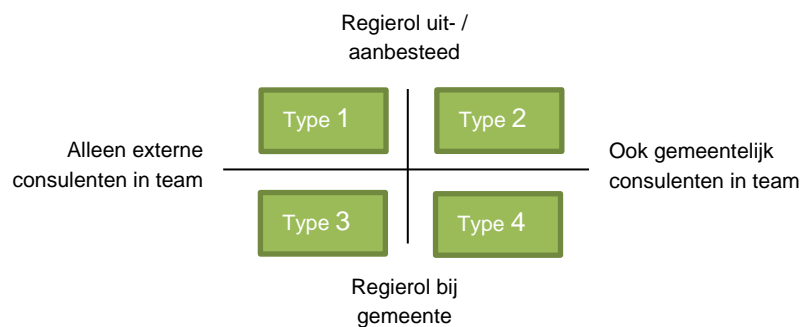 Regierol uit- /
aanbesteed
Type 1
Type 2
Alleen externe
consulenten in team
Ook gemeentelijk
consulenten in team
Type 3
Type 4
Regierol bij
gemeente